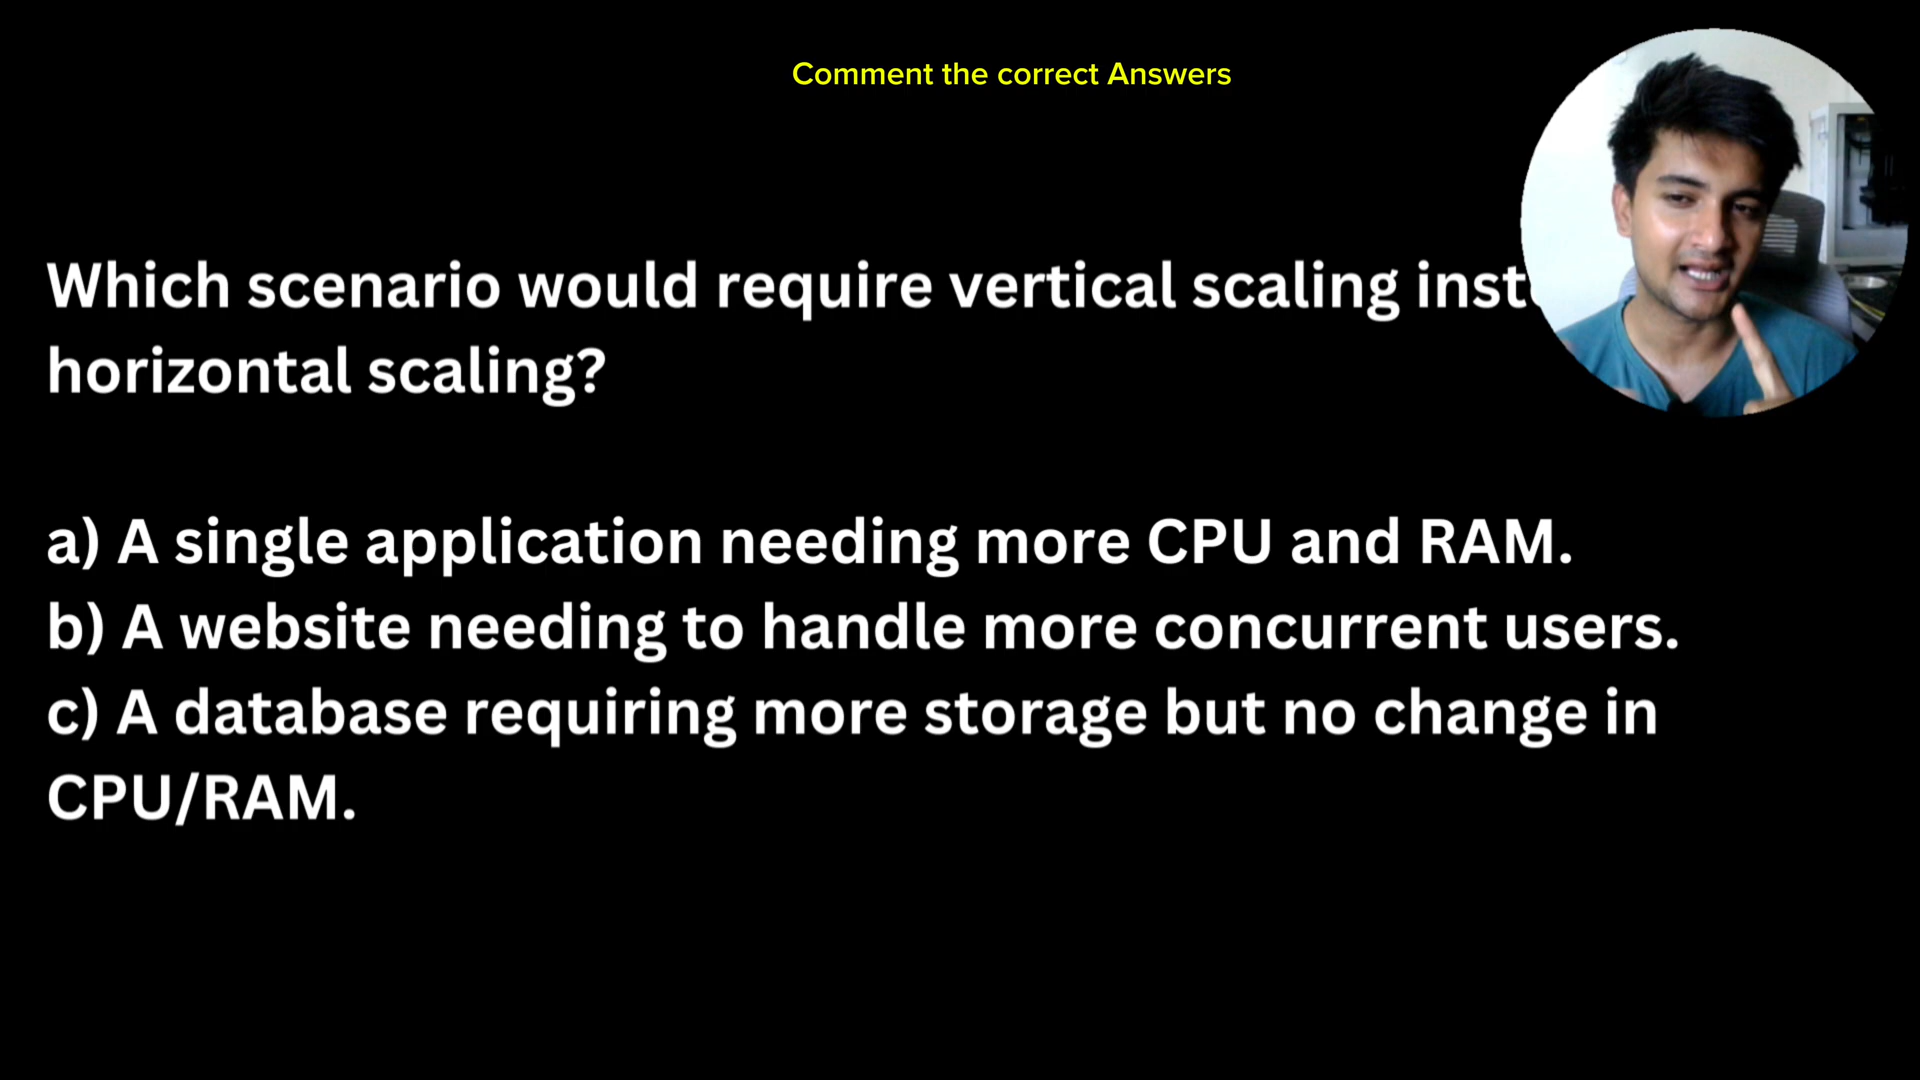 Comment the correct Answers
Which scenario would require vertical scaling
horizontal scaling?
a) A single application needing more CPU and RAM.
b) A website needing to handle more concurrent users.
c) A database requiring more storage but no change in
CPU/RAM.